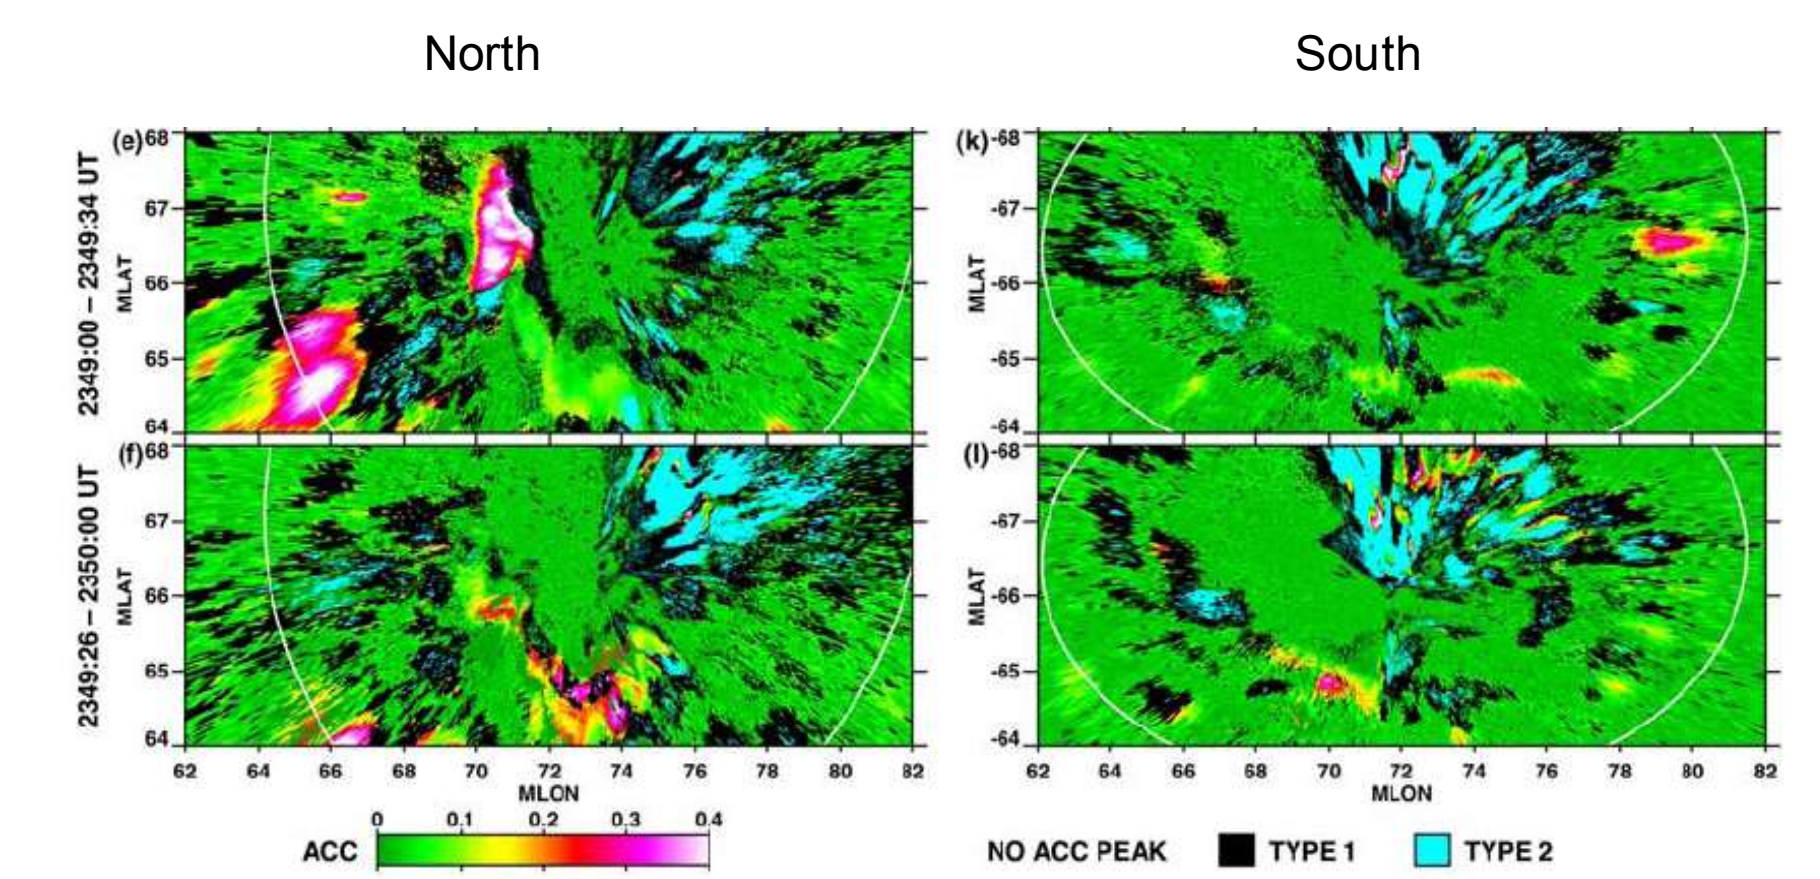 North
South
2349:00 – 2349:34 UT
MLAT
(e)
68
67
66
65
64
(k)
MLAT
-68
-67
-66
-65
-64
2349:26 – 2350:00 UT
MLAT
(f)
68
67
66
65
64
(l)
MLAT
-68
-67
-66
-65
-64
62 64 66 68 70 72 74 76 78 80 82
MLON
62 64 66 68 70 72 74 76 78 80 82
MLON
0 0.1 0.2 0.3 0.4
ACC
NO ACC PEAK TYPE 1 TYPE 2